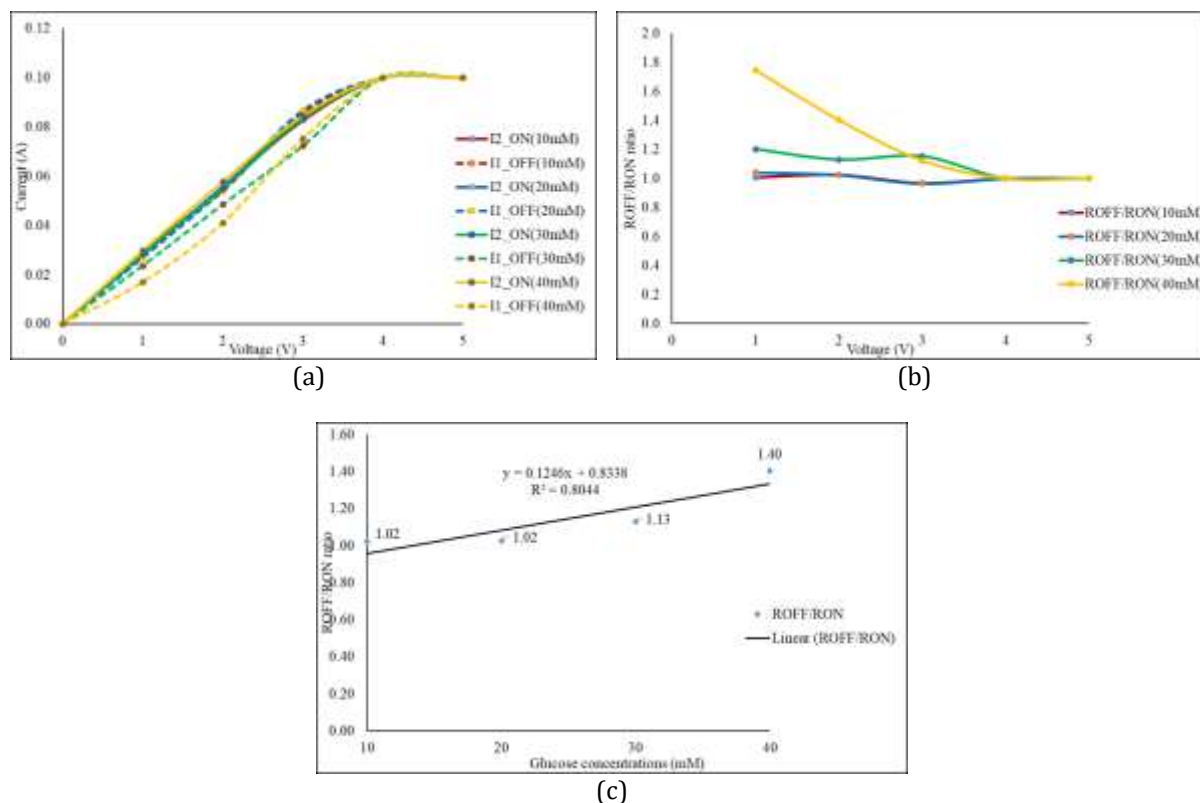 0.12
0.10
0.08
0.06
0.04
0.02
0.00
Current (A)
0
1
2
3
4
5
Voltage (V)
I2_ON(10mM)
I1_OFF(10mM)
I2_ON(20mM)
I1_OFF(20mM)
I2_ON(30mM)
I1_OFF(30mM)
I2_ON(40mM)
I1_OFF(40mM)
(a)
2.0
1.8
1.6
1.4
1.2
1.0
0.8
0.6
0.4
0.2
0.0
ROFF/RON ratio
0
1
2
3
4
5
Voltage (V)
ROFF/RON(10mM)
ROFF/RON(20mM)
ROFF/RON(30mM)
ROFF/RON(40mM)
(b)
1.60
1.40
1.20
1.00
0.80
0.60
0.40
0.20
0.00
ROFF/RON ratio
y = 0.1246x + 0.8338
R² = 0.8044
1.02
1.02
1.13
1.40
ROFF/RON
Linear (ROFF/RON)
10
20
30
40
Glucose concentrations (mM)
(c)